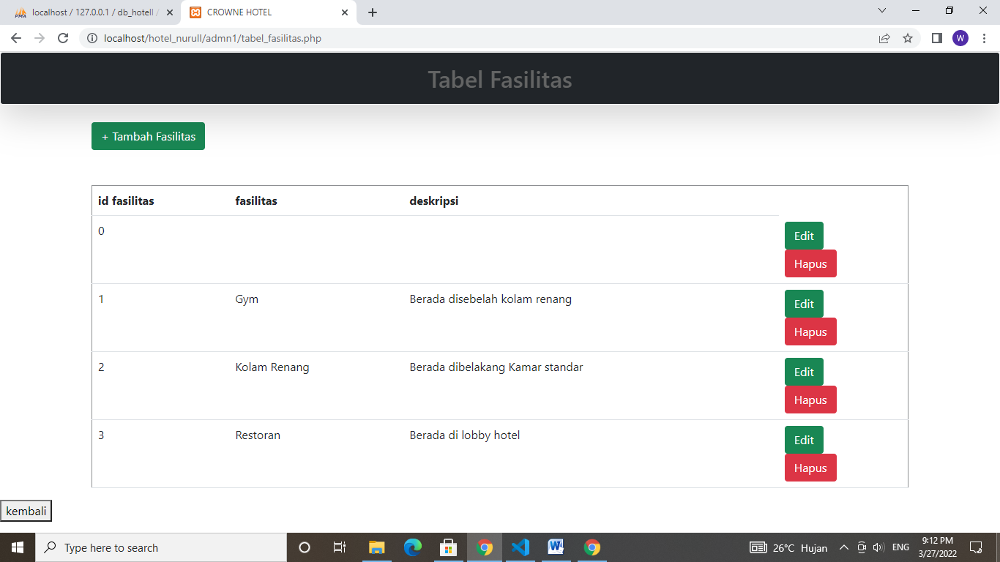 localhost / 127.0.0.1 / db_hotell /
CROWNE HOTEL
localhost/hotel_nurull/admn1/tabel_fasilitas.php
W
Tabel Fasilitas
+ Tambah Fasilitas
id fasilitas fasilitas deskripsi
0 Edit
Hapus
1 Gym Berada disebelah kolam renang Edit
Hapus
2 Kolam Renang Berada dibelakang Kamar standar Edit
Hapus
3 Restoran Berada di lobby hotel Edit
Hapus
kembali
Type here to search
26°C Hujan
ENG
9:12 PM
3/27/2022